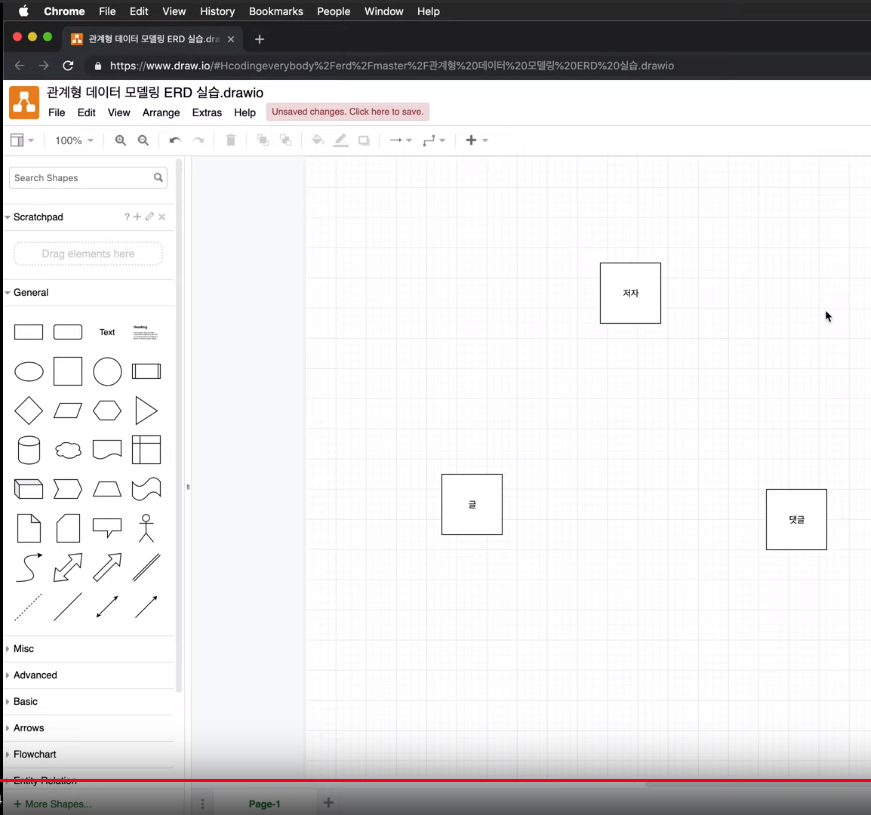 Chrome File Edit View History Bookmarks People Window Help
관계형 데이터 모델링 ERD 실습.dra
https://www.draw.io/#Hcodingeverybody%2Ferd%2Fmaster%2F관계형%20데이터%20모델링%20ERD%20실습.drawio
관계형 데이터 모델링 ERD 실습.drawio
File Edit View Arrange Extras Help Unsaved changes. Click here to save.
100%
Search Shapes
Scratchpad
Drag elements here
General
Text
Heading
저자
글
댓글
Misc
Advanced
Basic
Arrows
Flowchart
Entity Relation
+ More Shapes...
Page-1